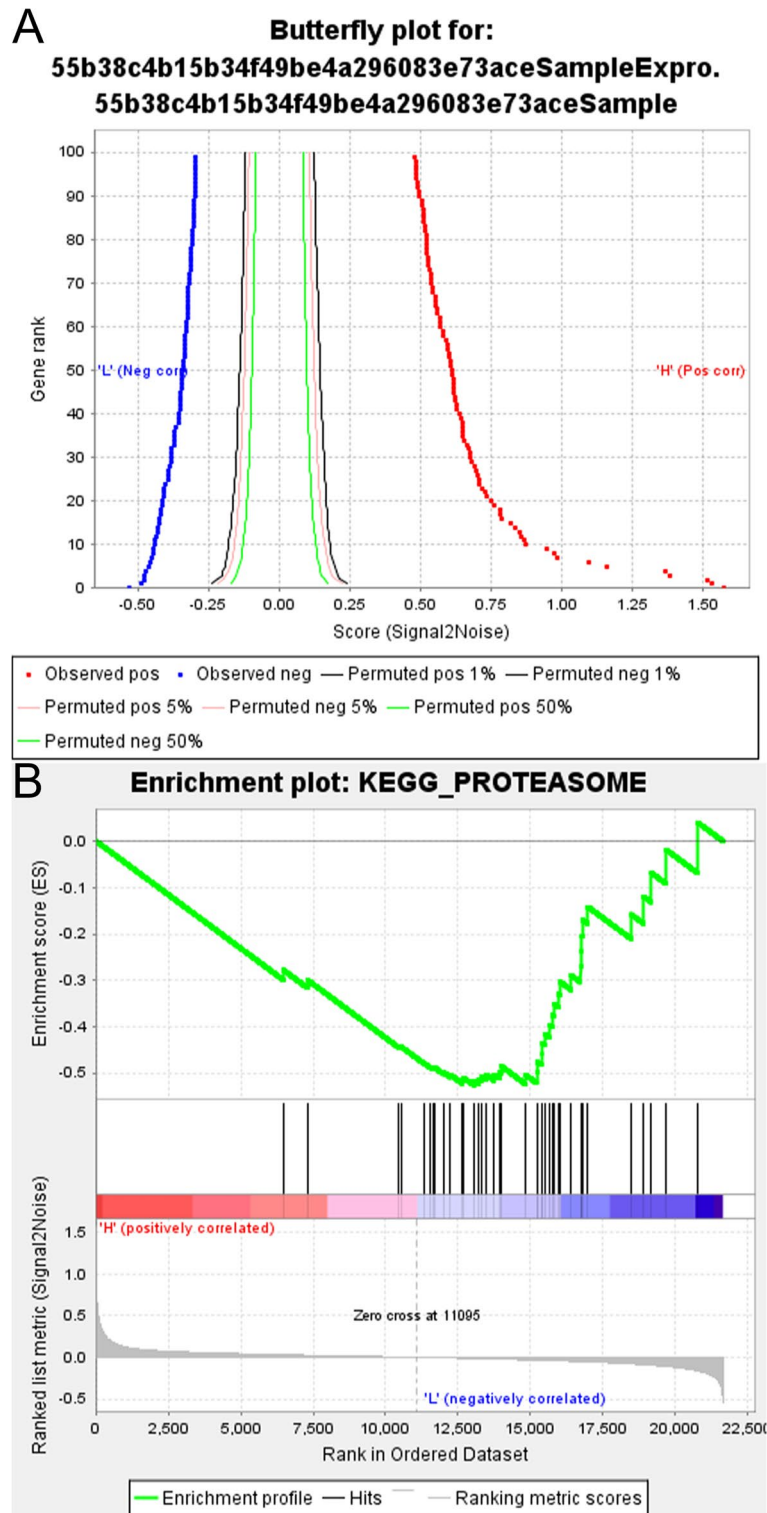 A
Butterfly plot for:
55b38c4b15b34f49be4a296083e73aceSampleExpro.
55b38c4b15b34f49be4a296083e73aceSample
100
90
80
70
60
50
40
30
20
10
0
Gene rank
'L' (Neg corr)
'H' (Pos corr)
-0.50 -0.25 0.00 0.25 0.50 0.75 1.00 1.25 1.50
Score (Signal2Noise)
Observed pos Observed neg Permuted pos 1% Permuted neg 1%
Permuted pos 5% Permuted neg 5% Permuted pos 50%
Permuted neg 50%
B
Enrichment plot: KEGG_PROTEASOME
0.0
-0.1
-0.2
-0.3
-0.4
-0.5
Enrichment score (ES)
'H' (positively correlated)
1.5
1.0
0.5
0.0
-0.5
Ranked list metric (Signal2Noise)
Zero cross at 11095
'L' (negatively correlated)
0 2,500 5,000 7,500 10,000 12,500 15,000 17,500 20,000 22,500
Rank in Ordered Dataset
Enrichment profile Hits Ranking metric scores